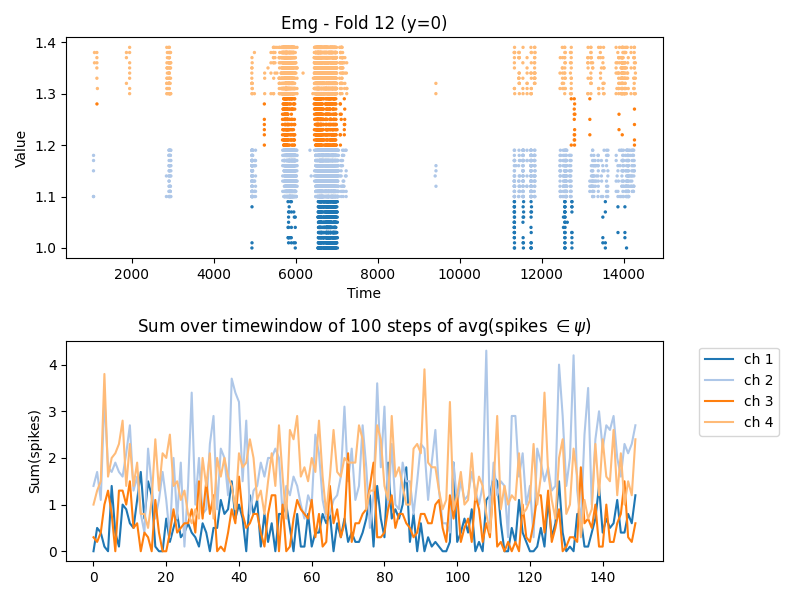 Emg - Fold 12 (y=0)
Value
1.4
1.3
1.2
1.1
1.0
2000 4000 6000 8000 10000 12000 14000
Time
Sum over timewindow of 100 steps of avg(spikes ∈ψ)
Sum(spikes)
4
3
2
1
0
0 20 40 60 80 100 120 140
ch 1
ch 2
ch 3
ch 4